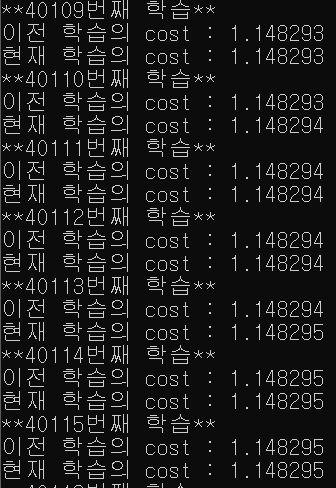 **40109번째 학습**
이전 학습의 cost : 1.148293
현재 학습의 cost : 1.148293
**40110번째 학습**
이전 학습의 cost : 1.148293
현재 학습의 cost : 1.148294
**40111번째 학습**
이전 학습의 cost : 1.148294
현재 학습의 cost : 1.148294
**40112번째 학습**
이전 학습의 cost : 1.148294
현재 학습의 cost : 1.148294
**40113번째 학습**
이전 학습의 cost : 1.148294
현재 학습의 cost : 1.148295
**40114번째 학습**
이전 학습의 cost : 1.148295
현재 학습의 cost : 1.148295
**40115번째 학습**
이전 학습의 cost : 1.148295
현재 학습의 cost : 1.148295